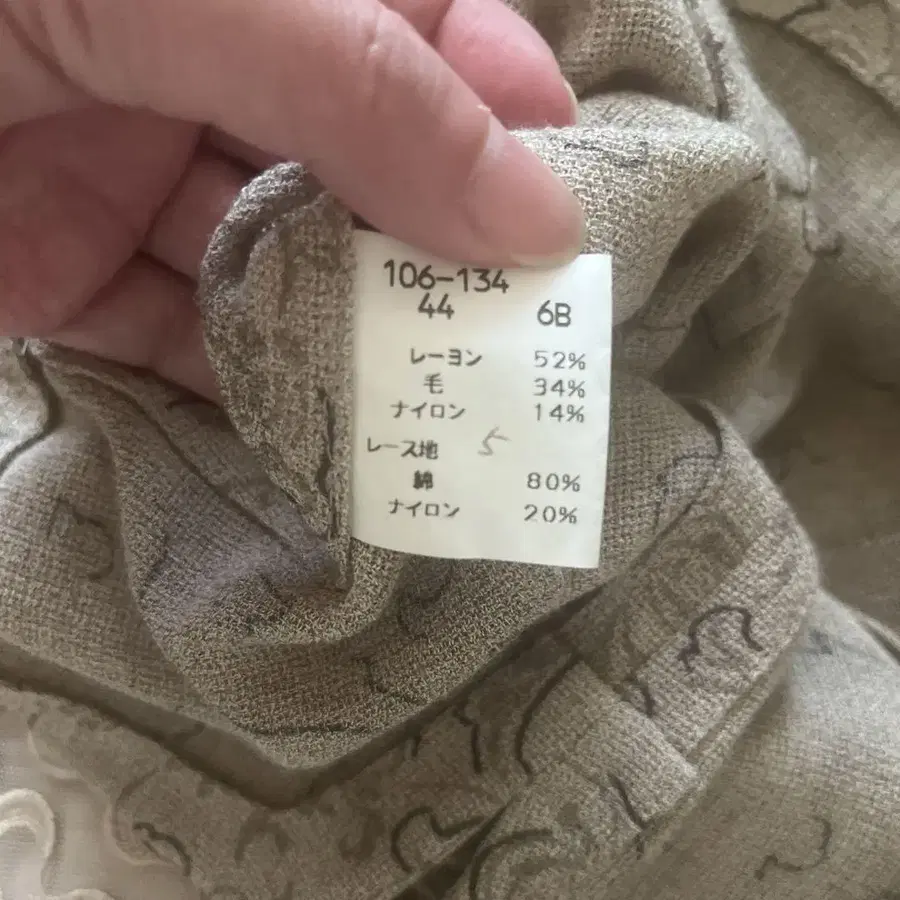 106-134
44 6B
レーヨン 52%
毛 34%
ナイロン 14%
レース地 5
綿 80%
ナイロン 20%